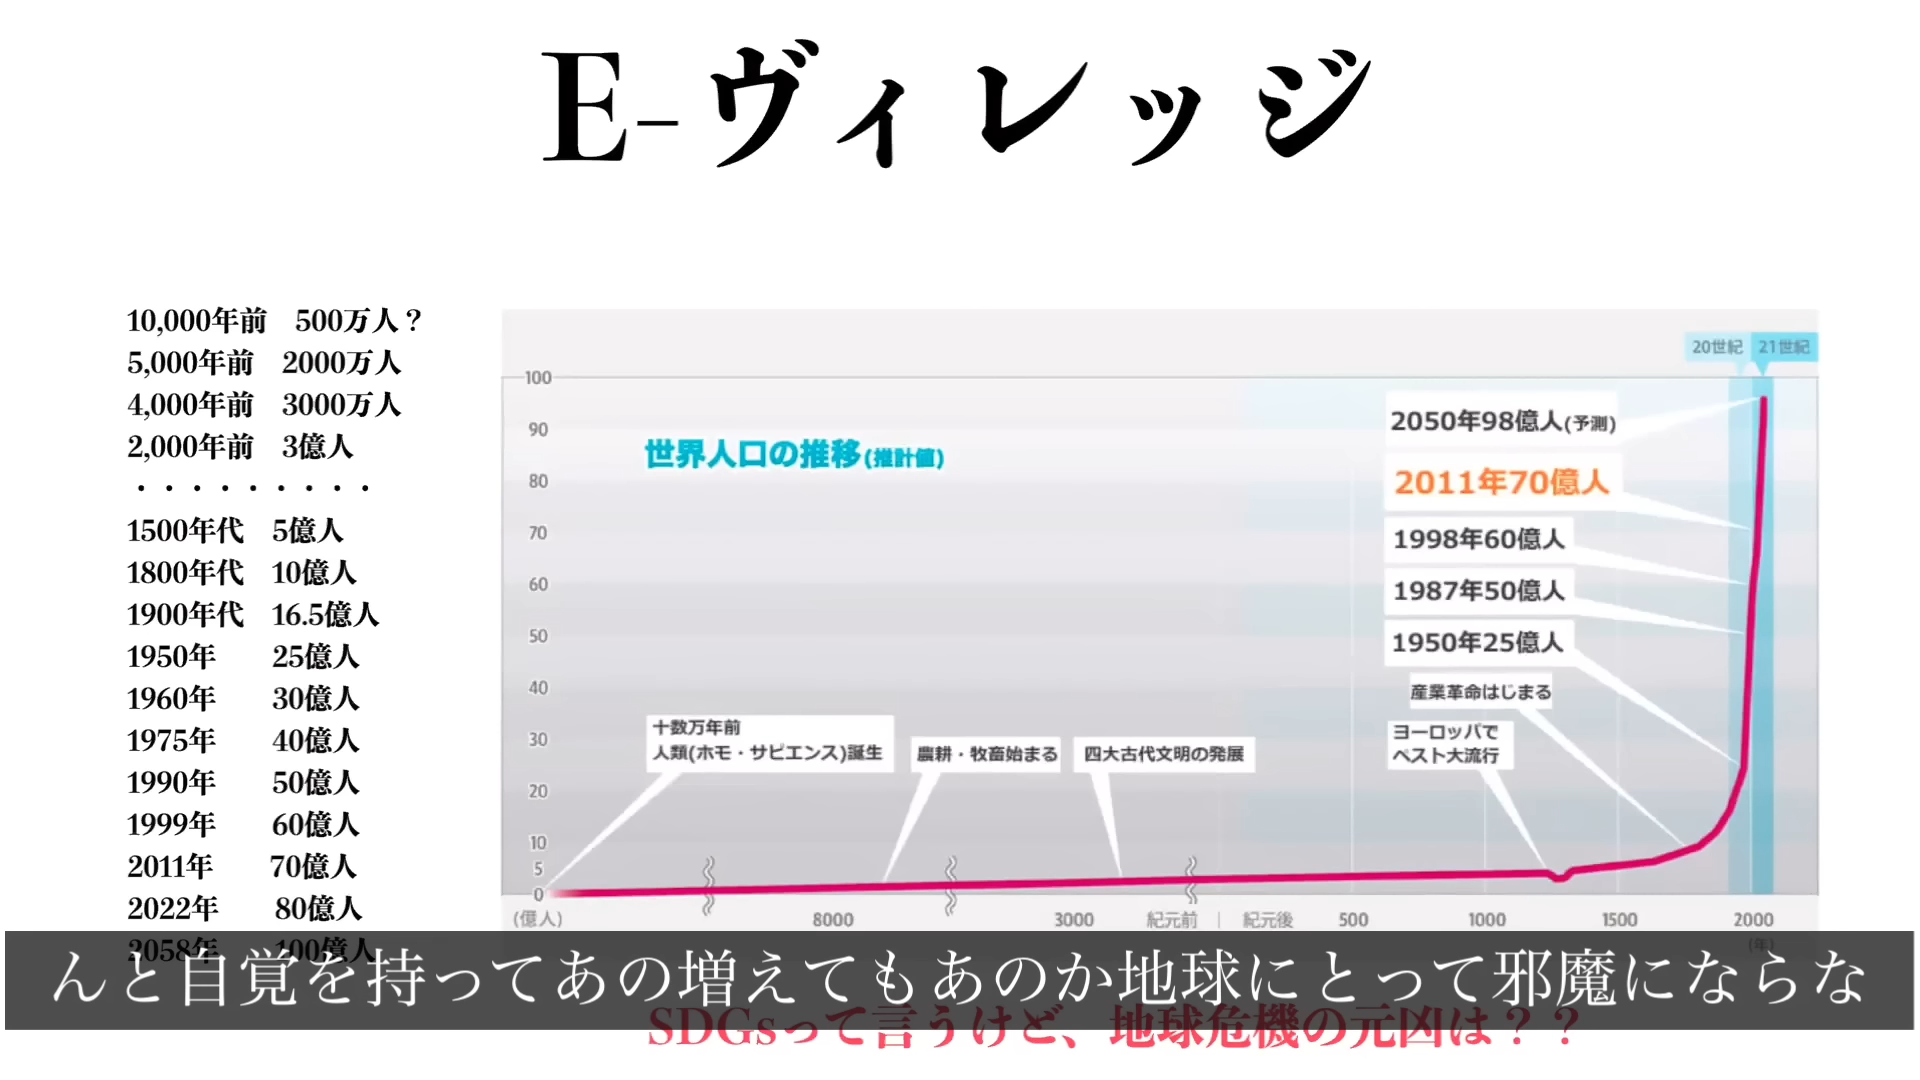 E-ヴィレッジ
10,000年前　500万人？
5,000年前　2000万人
4,000年前　3000万人
2,000年前　3億人
・・・・・・・・・
1500年代　5億人
1800年代　10億人
1900年代　16.5億人
1950年　25億人
1960年　30億人
1975年　40億人
1990年　50億人
1999年　60億人
2011年　70億人
2022年　80億人
2058年　100億人
20世紀 21世紀
世界人口の推移(推計値)
100
90
80
70
60
50
40
30
20
10
5
0
(億人)
2050年98億人(予測)
2011年70億人
1998年60億人
1987年50億人
1950年25億人
産業革命はじまる
ヨーロッパで
ペスト大流行
十数万年前
人類(ホモ・サピエンス)誕生
農耕・牧畜始まる
四大古代文明の発展
8000 3000 紀元前 | 紀元後 500 1000 1500 2000
(年)
んと自覚を持ってあの増えてもあのか地球にとって邪魔にならな
SDGsって言うけど、地球危機の元凶は？？